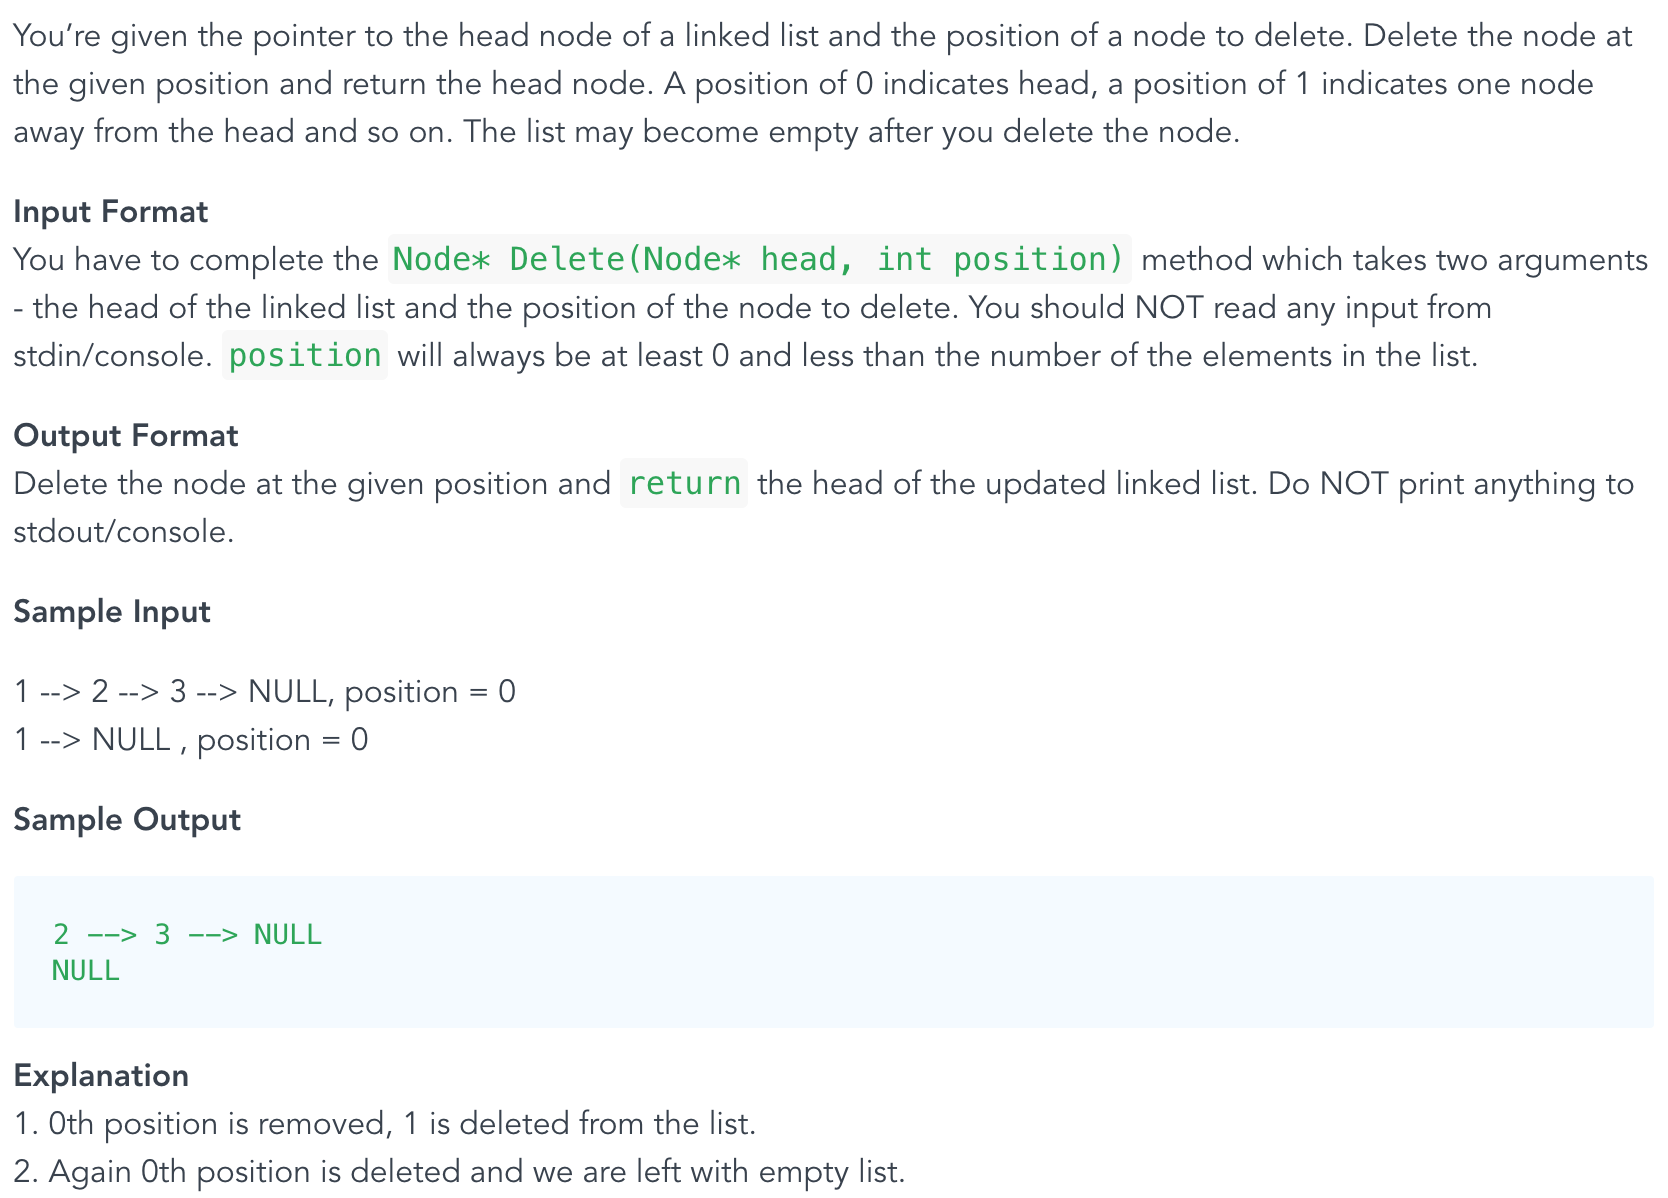 You’re given the pointer to the head node of a linked list and the position of a node to delete. Delete the node at
the given position and return the head node. A position of 0 indicates head, a position of 1 indicates one node
away from the head and so on. The list may become empty after you delete the node.
Input Format
You have to complete the Node* Delete(Node* head, int position) method which takes two arguments
- the head of the linked list and the position of the node to delete. You should NOT read any input from
stdin/console. position will always be at least 0 and less than the number of the elements in the list.
Output Format
Delete the node at the given position and return the head of the updated linked list. Do NOT print anything to
stdout/console.
Sample Input
1 --> 2 --> 3 --> NULL, position = 0
1 --> NULL , position = 0
Sample Output
2 --> 3 --> NULL
NULL
Explanation
1. 0th position is removed, 1 is deleted from the list.
2. Again 0th position is deleted and we are left with empty list.